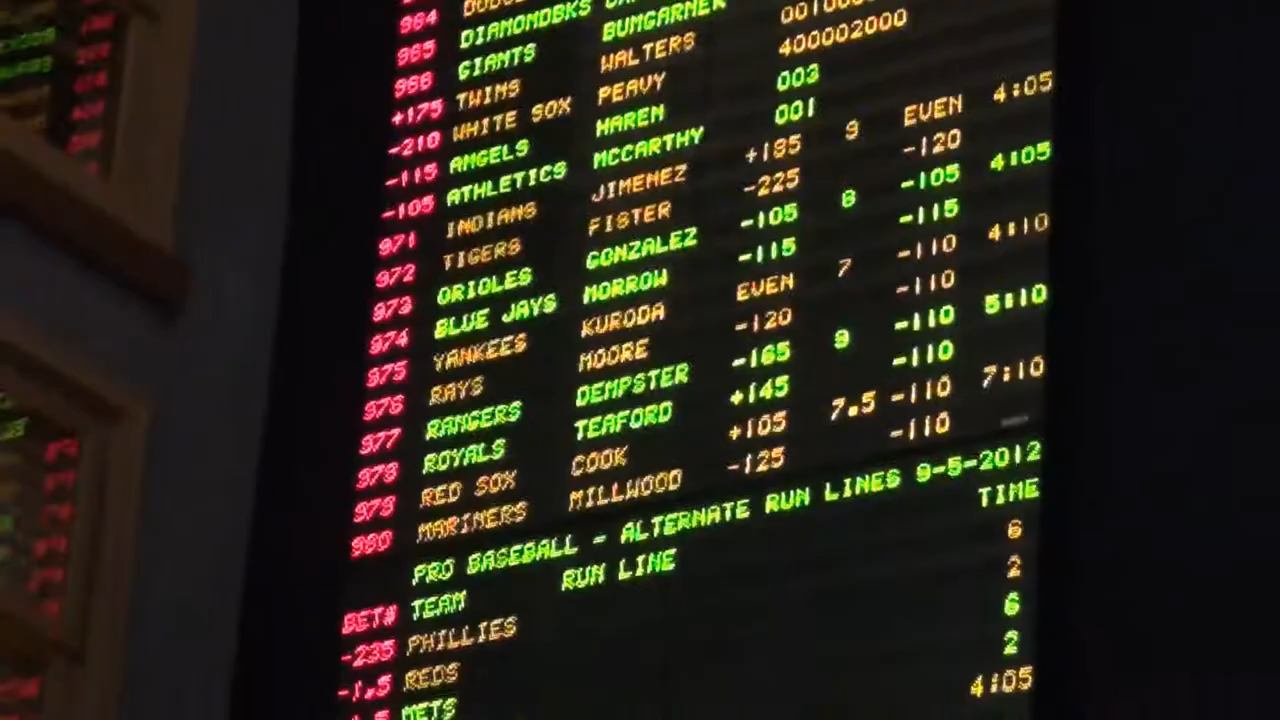 964 DODGE
965 DIAMONDBKS
966 GIANTS BUMGARNER 001000
+175 TWINS WALTERS 400002000
-210 WHITE SOX PEAVY 003
-115 ANGELS HAREN 001
-105 ATHLETICS MCCARTHY +185 9 EVEN 4:05
971 INDIANS JIMENEZ -225 -120
972 TIGERS FISTER -105 8 -105 4:05
973 ORIOLES GONZALEZ -115 -115
974 BLUE JAYS MORROW EVEN 7 -110 4:10
975 YANKEES KURODA -120 -110
976 RAYS MOORE -165 9 -110 5:10
977 RANGERS DEMPSTER +145 -110
978 ROYALS TEAFORD +105 7.5 -110 7:10
979 RED SOX COOK -125 -110
980 MARINERS MILLWOOD
PRO BASEBALL - ALTERNATE RUN LINES 9-5-2012
BET# TEAM RUN LINE TIME
-235 PHILLIES 6
-1.5 REDS 2
METS 6
2
4:05